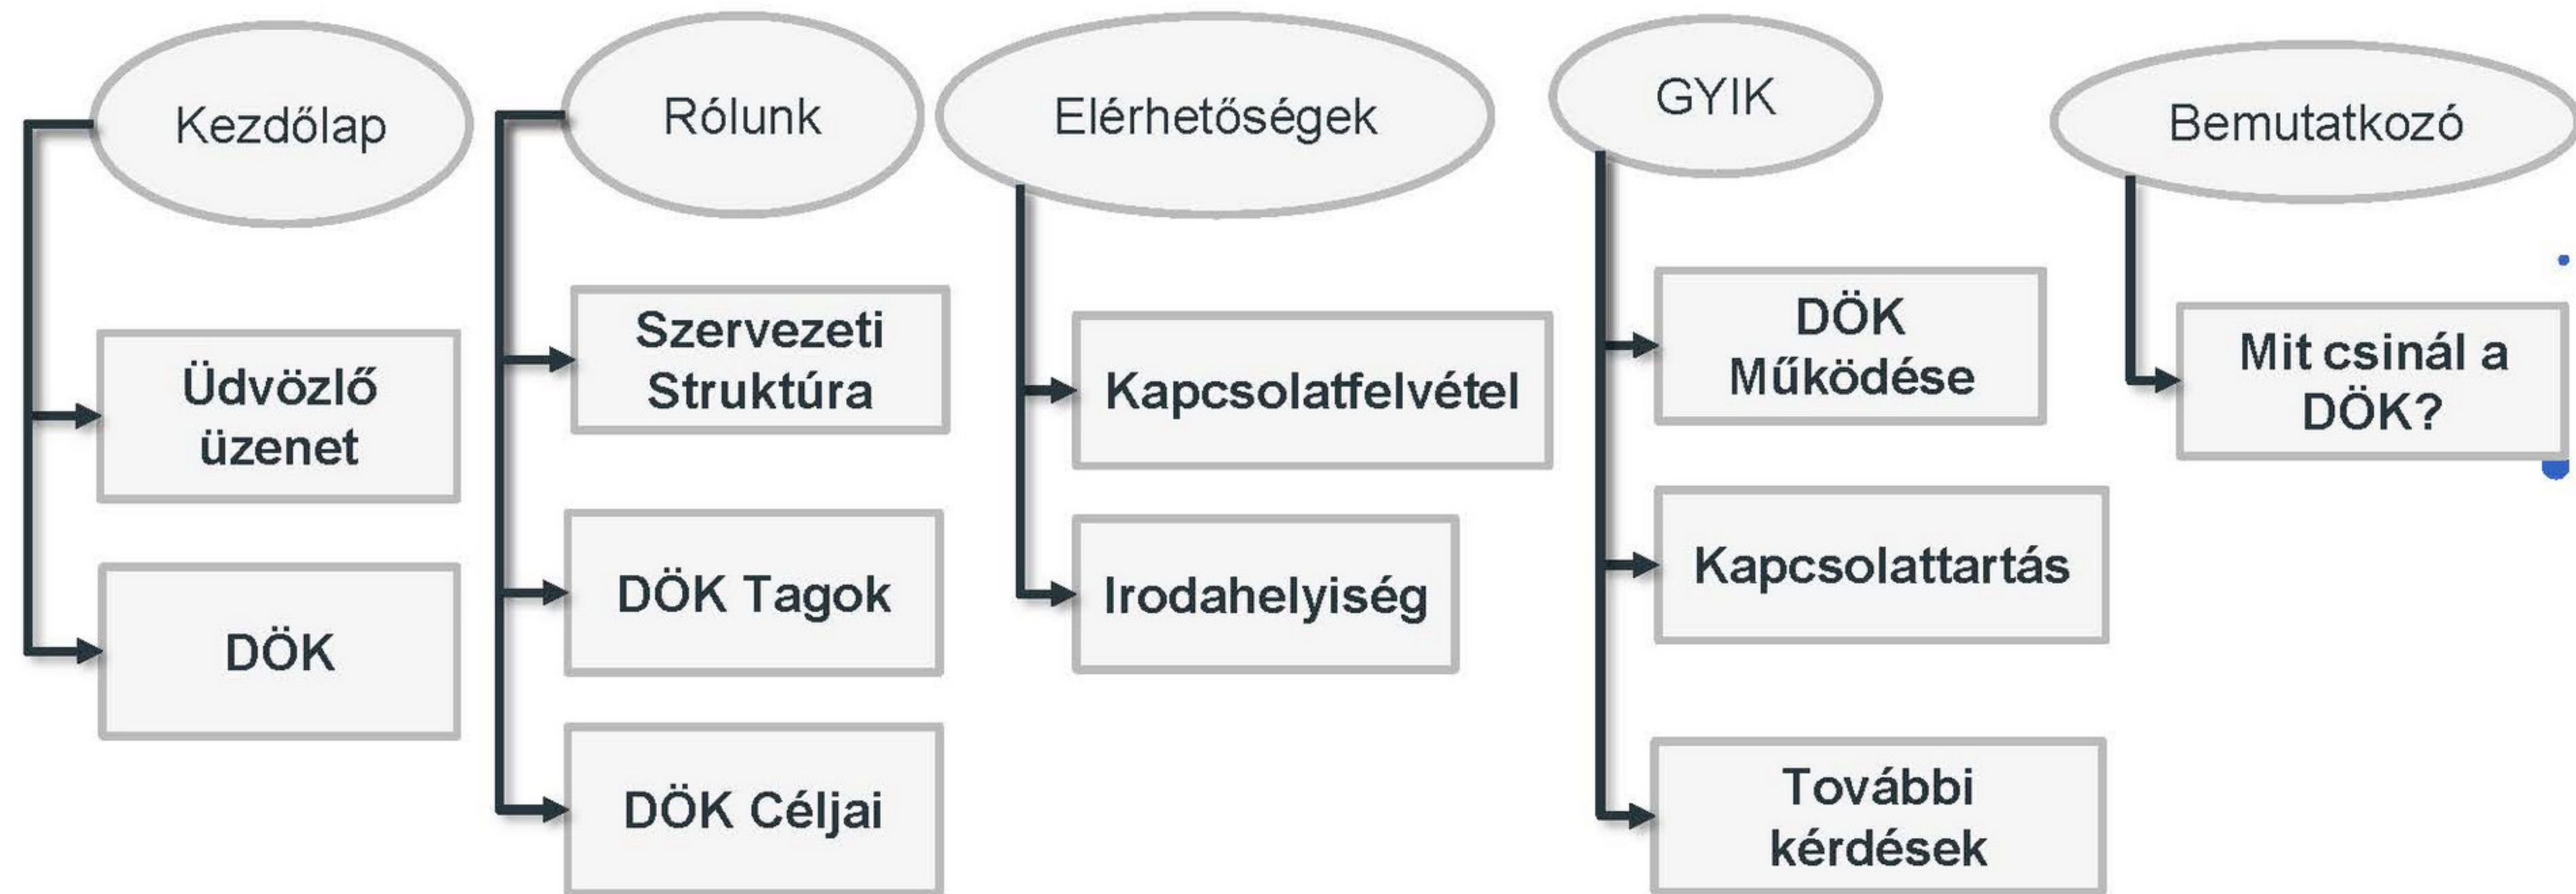 Kezdőlap
Üdvözlő
üzenet
DÖK
Rólunk
Szervezeti
Struktúra
DÖK Tagok
DÖK Céljai
Elérhetőségek
Kapcsolatfelvétel
Irodahelyiség
GYIK
DÖK
Működése
Kapcsolattartás
További
kérdések
Bemutatkozó
Mit csinál a
DÖK?